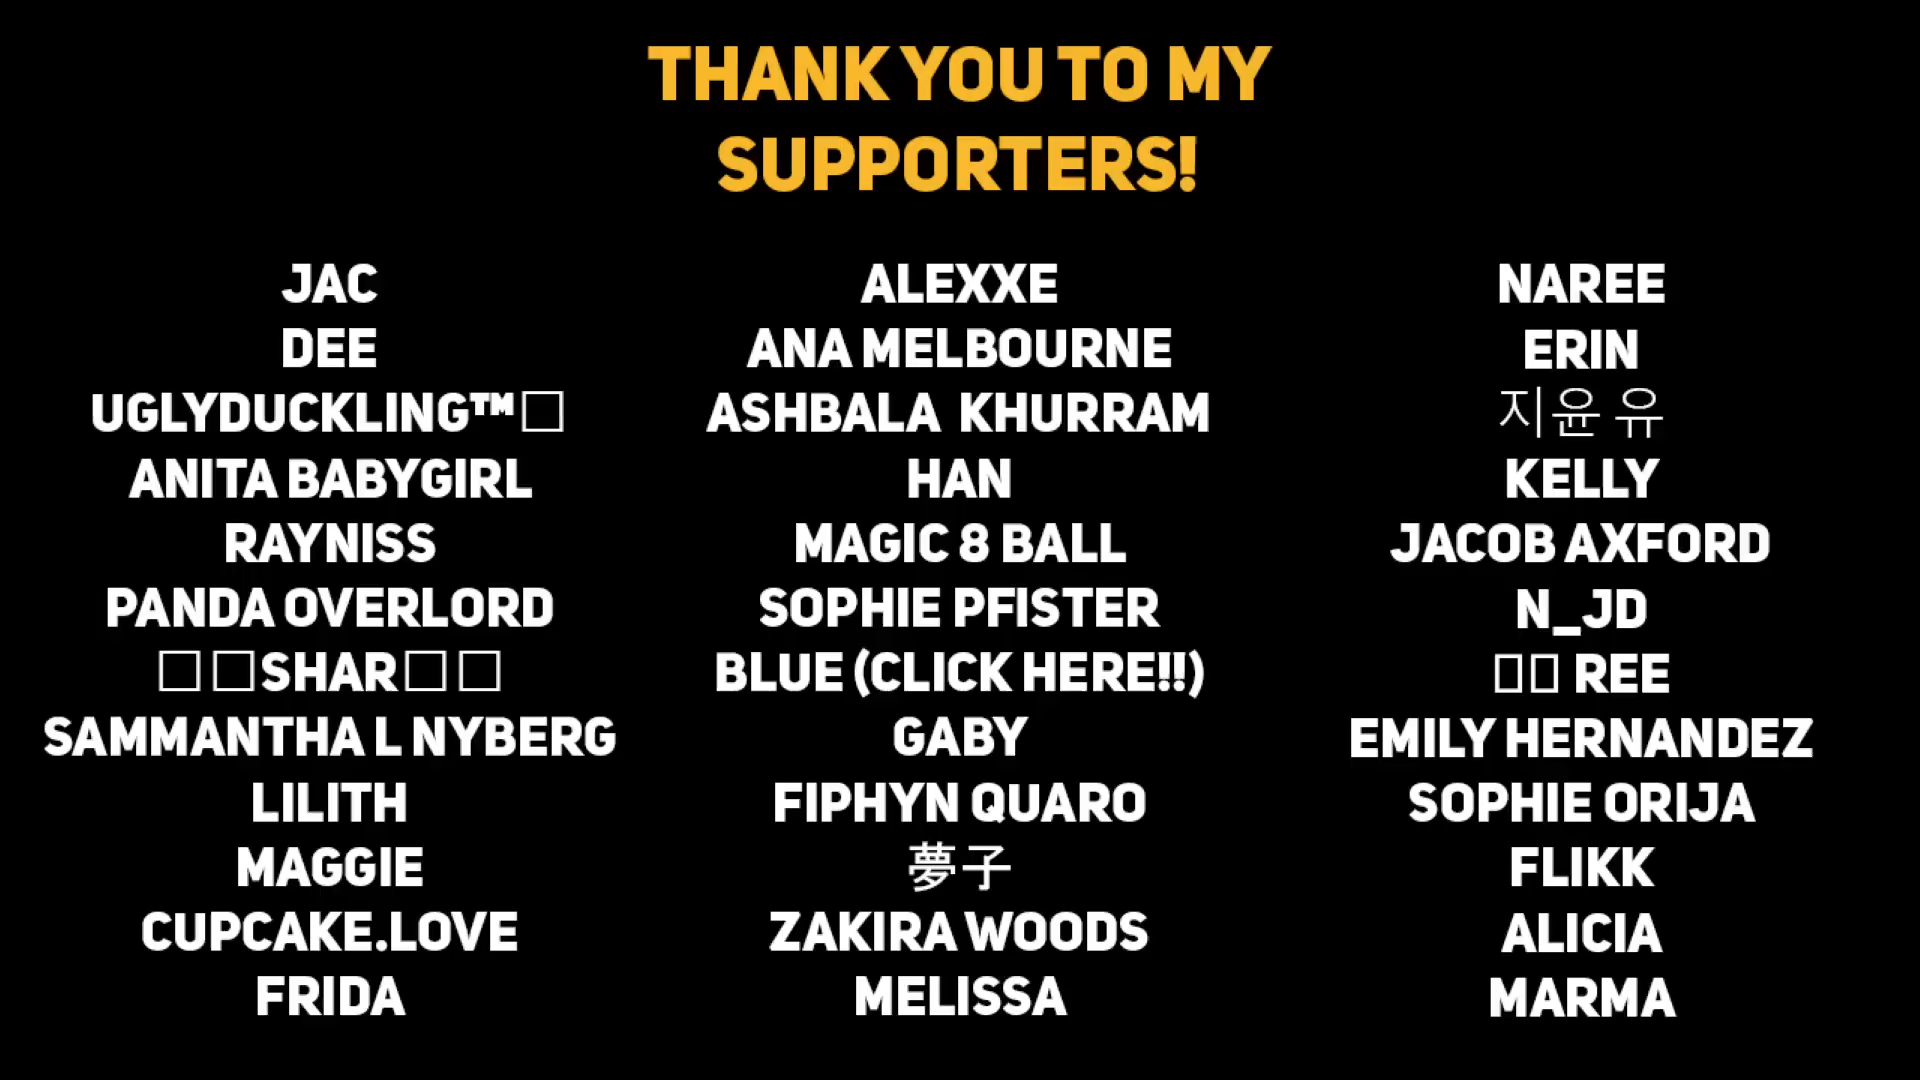 THANK YOU TO MY
SUPPORTERS!
JAC
DEE
UGLYDUCKLING™□
ANITA BABYGIRL
RAYNISS
PANDA OVERLORD
□□SHAR□□
SAMMANTHA L NYBERG
LILITH
MAGGIE
CUPCAKE.LOVE
FRIDA
ALEXXE
ANA MELBOURNE
ASHBALA KHURRAM
HAN
MAGIC 8 BALL
SOPHIE PFISTER
BLUE (CLICK HERE!!)
GABY
FIPHYN QUARO
夢子
ZAKIRA WOODS
MELISSA
NAREE
ERIN
지윤 유
KELLY
JACOB AXFORD
N_JD
□□ REE
EMILY HERNANDEZ
SOPHIE ORIJA
FLIKK
ALICIA
MARMA